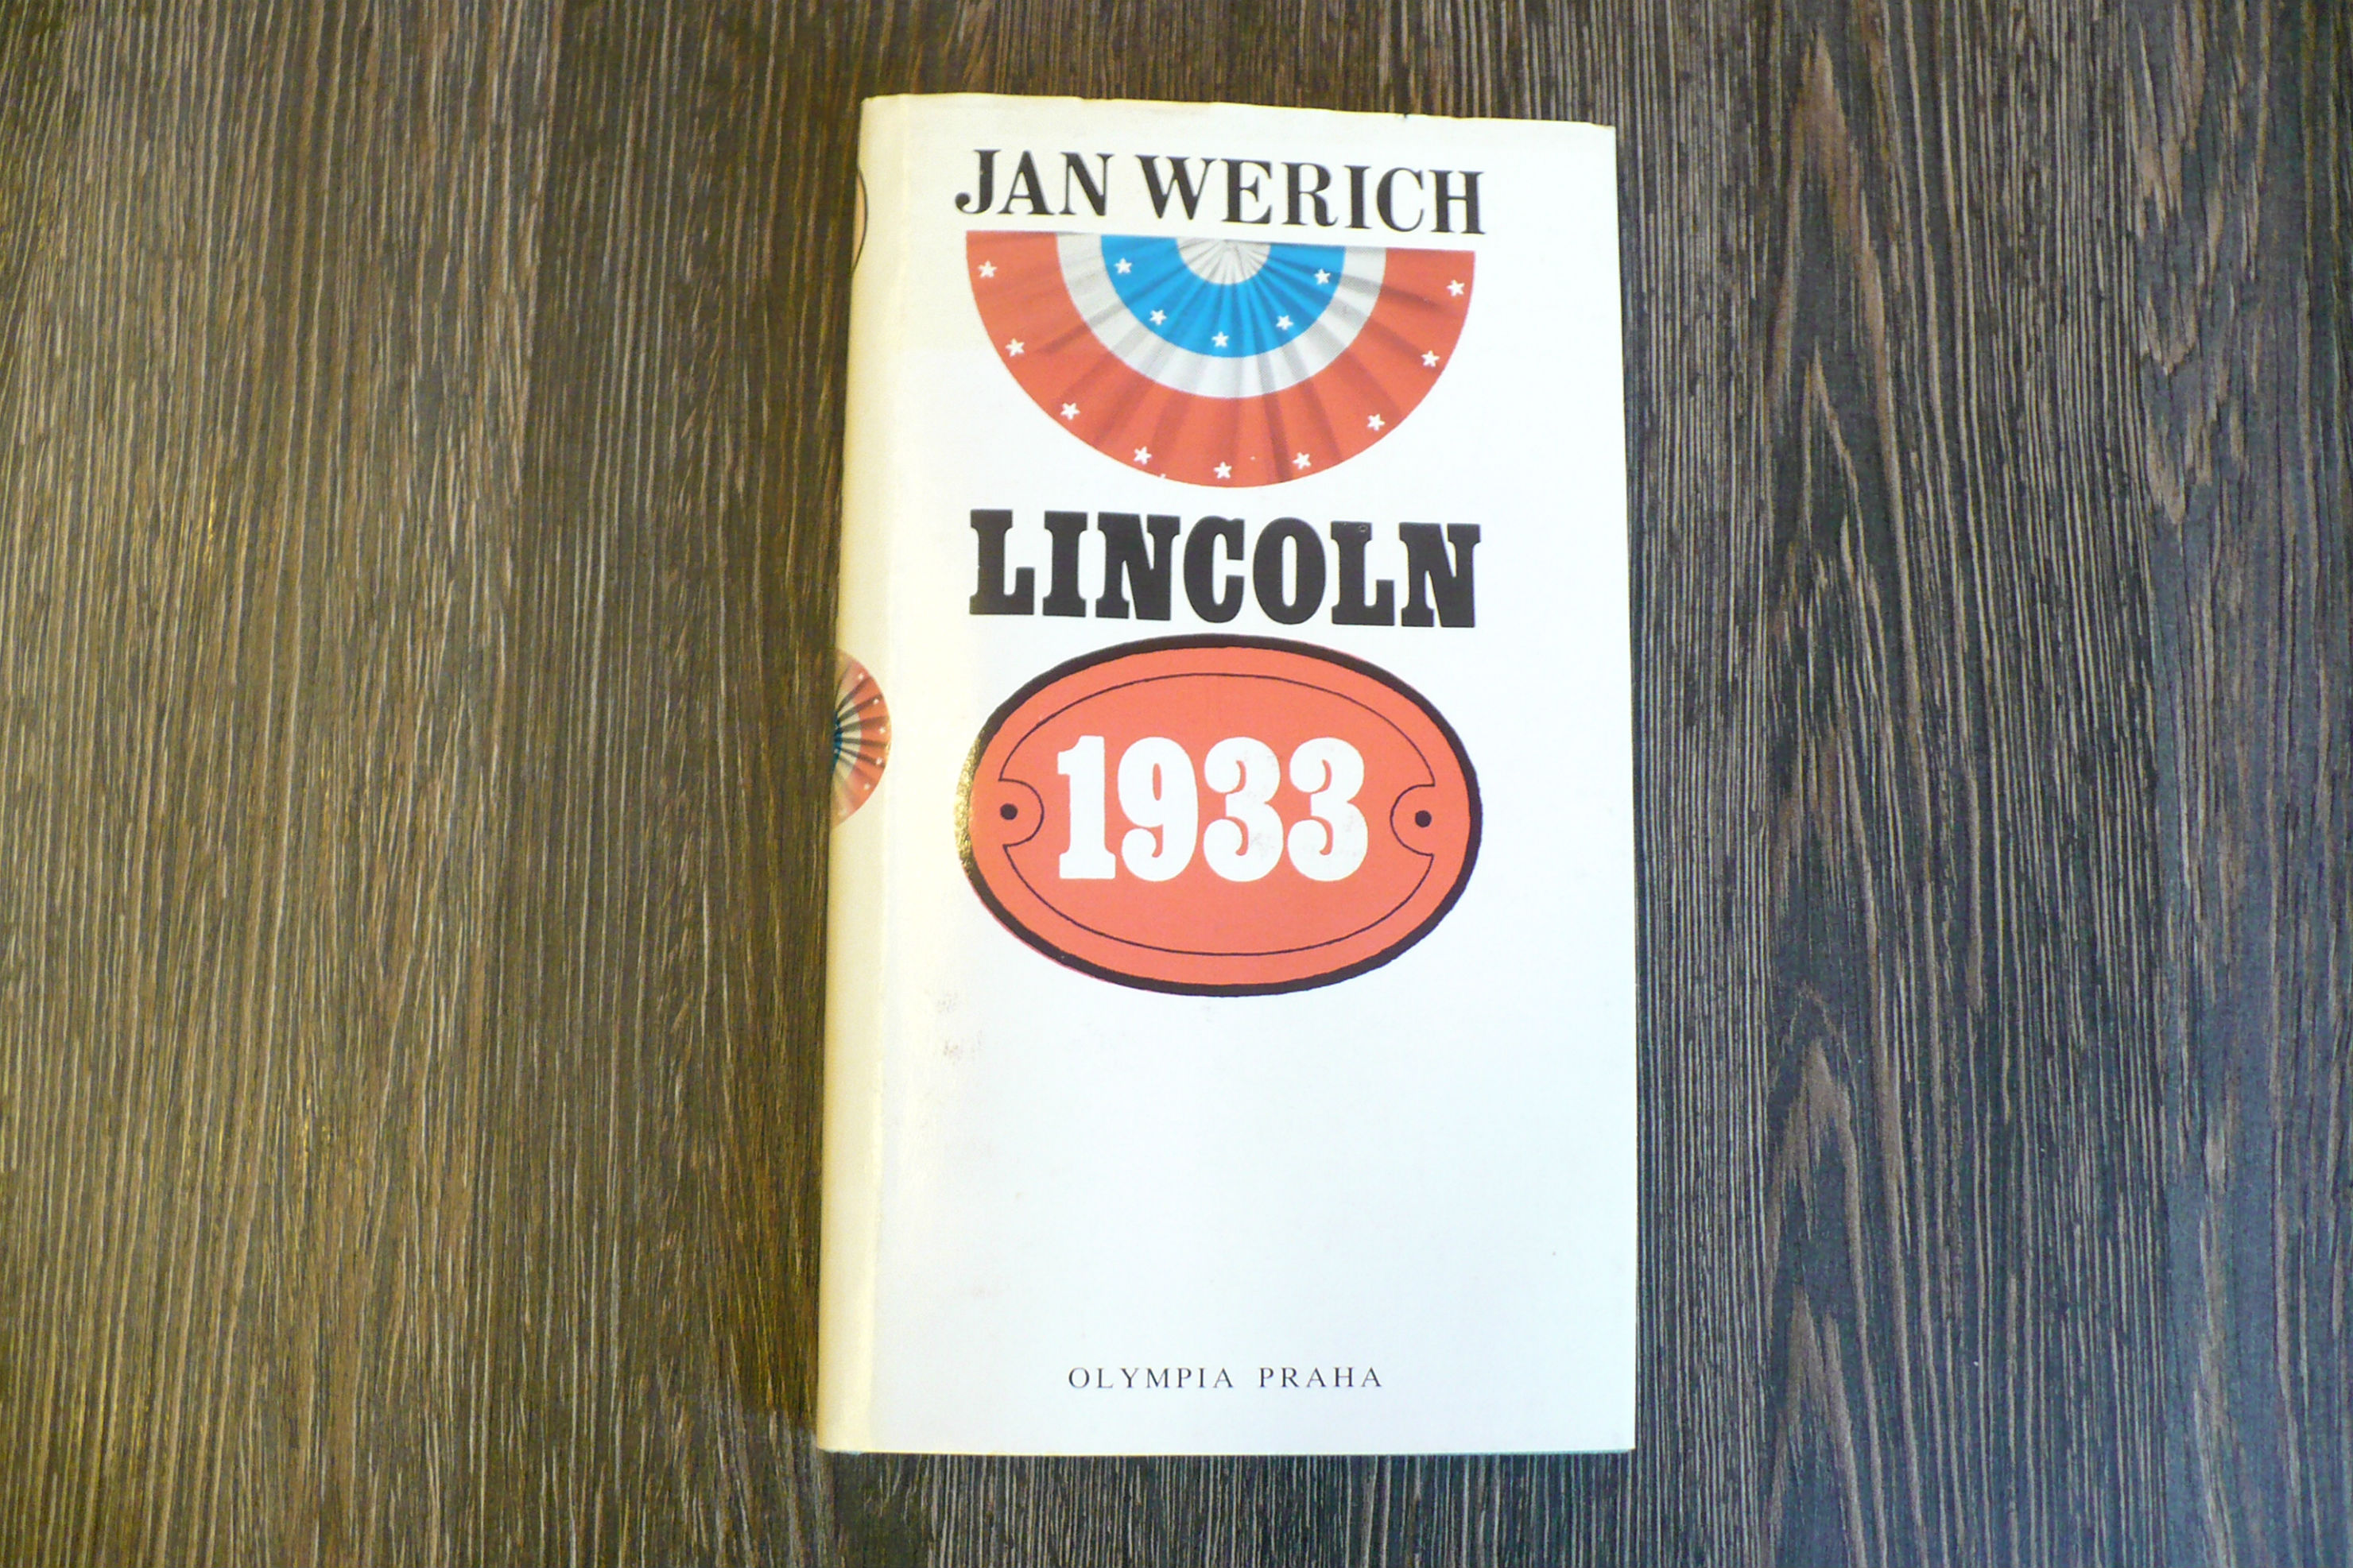 JAN WERICH
LINCOLN
1933
OLYMPIA PRAHA